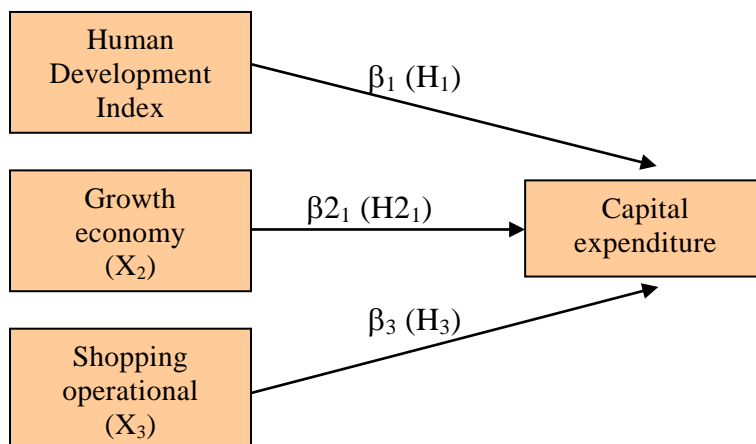 Human
Development
Index
β₁ (H₁)
Growth
economy
(X₂)
β2₁ (H2₁)
Capital
expenditure
Shopping
operational
(X₃)
β₃ (H₃)